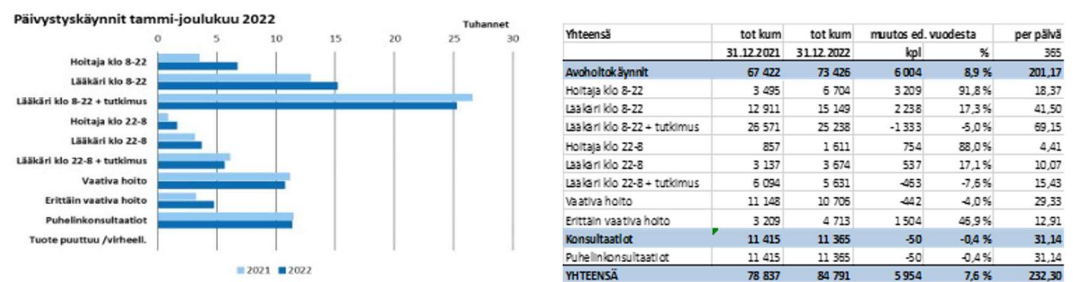 Päivystyskäynnit tammi-joulukuu 2022
Tuhannet
0 5 10 15 20 25 30
Hoitaja klo 8-22
Lääkäri klo 8-22
Lääkäri klo 8-22 + tutkimus
Hoitaja klo 22-8
Lääkäri klo 22-8
Lääkäri klo 22-8 + tutkimus
Vaativa hoito
Erittäin vaativa hoito
Puhelinkonsultaatiot
Tuote puuttuu /virheell.
2021 2022
Yhteensä tot kum tot kum muutos ed. vuodesta per päivä
31.12.2021 31.12.2022 kpl % 365
Avohoitokäynnit 67 422 73 426 6 004 8,9 % 201,17
Hoitaja klo 8-22 3 495 6 704 3 209 91,8 % 18,37
Lääkäri klo 8-22 12 911 15 149 2 238 17,3 % 41,50
Lääkäri klo 8-22 + tutkimus 26 571 25 238 -1 333 -5,0 % 69,15
Hoitaja klo 22-8 857 1 611 754 88,0 % 4,41
Lääkäri klo 22-8 3 137 3 674 537 17,1 % 10,07
Lääkäri klo 22-8 + tutkimus 6 094 5 631 -463 -7,6 % 15,43
Vaativa hoito 11 148 10 706 -442 -4,0 % 29,33
Erittäin vaativa hoito 3 209 4 713 1 504 46,9 % 12,91
Konsultaatiot 11 415 11 365 -50 -0,4 % 31,14
Puhelinkonsultaatiot 11 415 11 365 -50 -0,4 % 31,14
YHTEENSÄ 78 837 84 791 5 954 7,6 % 232,30